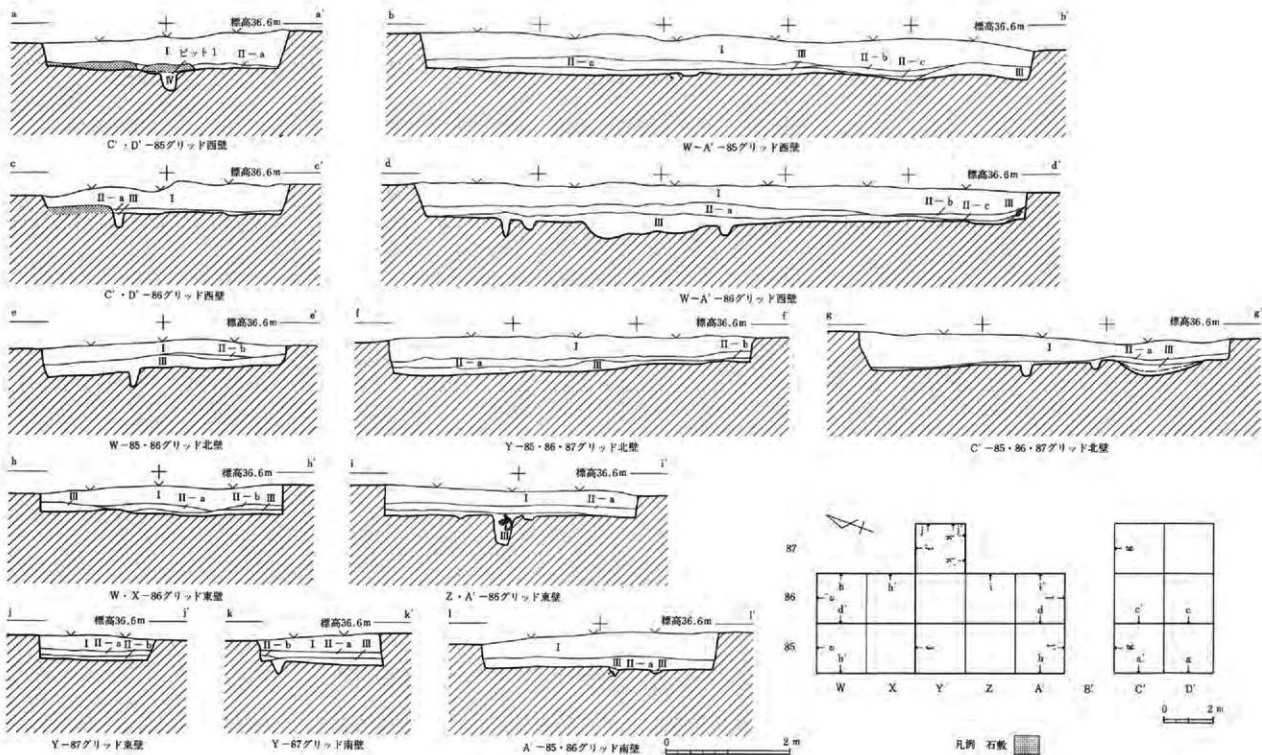 a 標高36.6m a'
I ピット1 II-a
IV
C'・D'-85グリッド西壁
b 標高36.6m b'
I III
II-a II-b II-c III
W~A'-85グリッド西壁
c 標高36.6m c'
II-a III I
C'・D'-86グリッド西壁
d 標高36.6m d'
I
II-a II-b II-c III
III
W~A'-86グリッド西壁
e 標高36.6m e'
I II-b
III
W-85・86グリッド北壁
f 標高36.6m f'
I II-b
II-a III
Y-85・86・87グリッド北壁
g 標高36.6m g'
I II-a III
C'-85・86・87グリッド北壁
h 標高36.6m h'
III I II-a II-b III
W・X-86グリッド東壁
i 標高36.6m i'
I II-a
III
Z・A'-86グリッド東壁
j 標高36.6m j'
I II-a II-b
Y-87グリッド東壁
k 標高36.6m k'
II-b I II-a III
Y-87グリッド南壁
l 標高36.6m l'
I
III II-a III
A'-85・86グリッド南壁
0 2m
87 j j' k k' f' g'
86 e' h h' i i' l' d' d c' c
85 e b' f b l g a' a
W X Y Z A' B' C' D'
0 2m
凡例 石敷